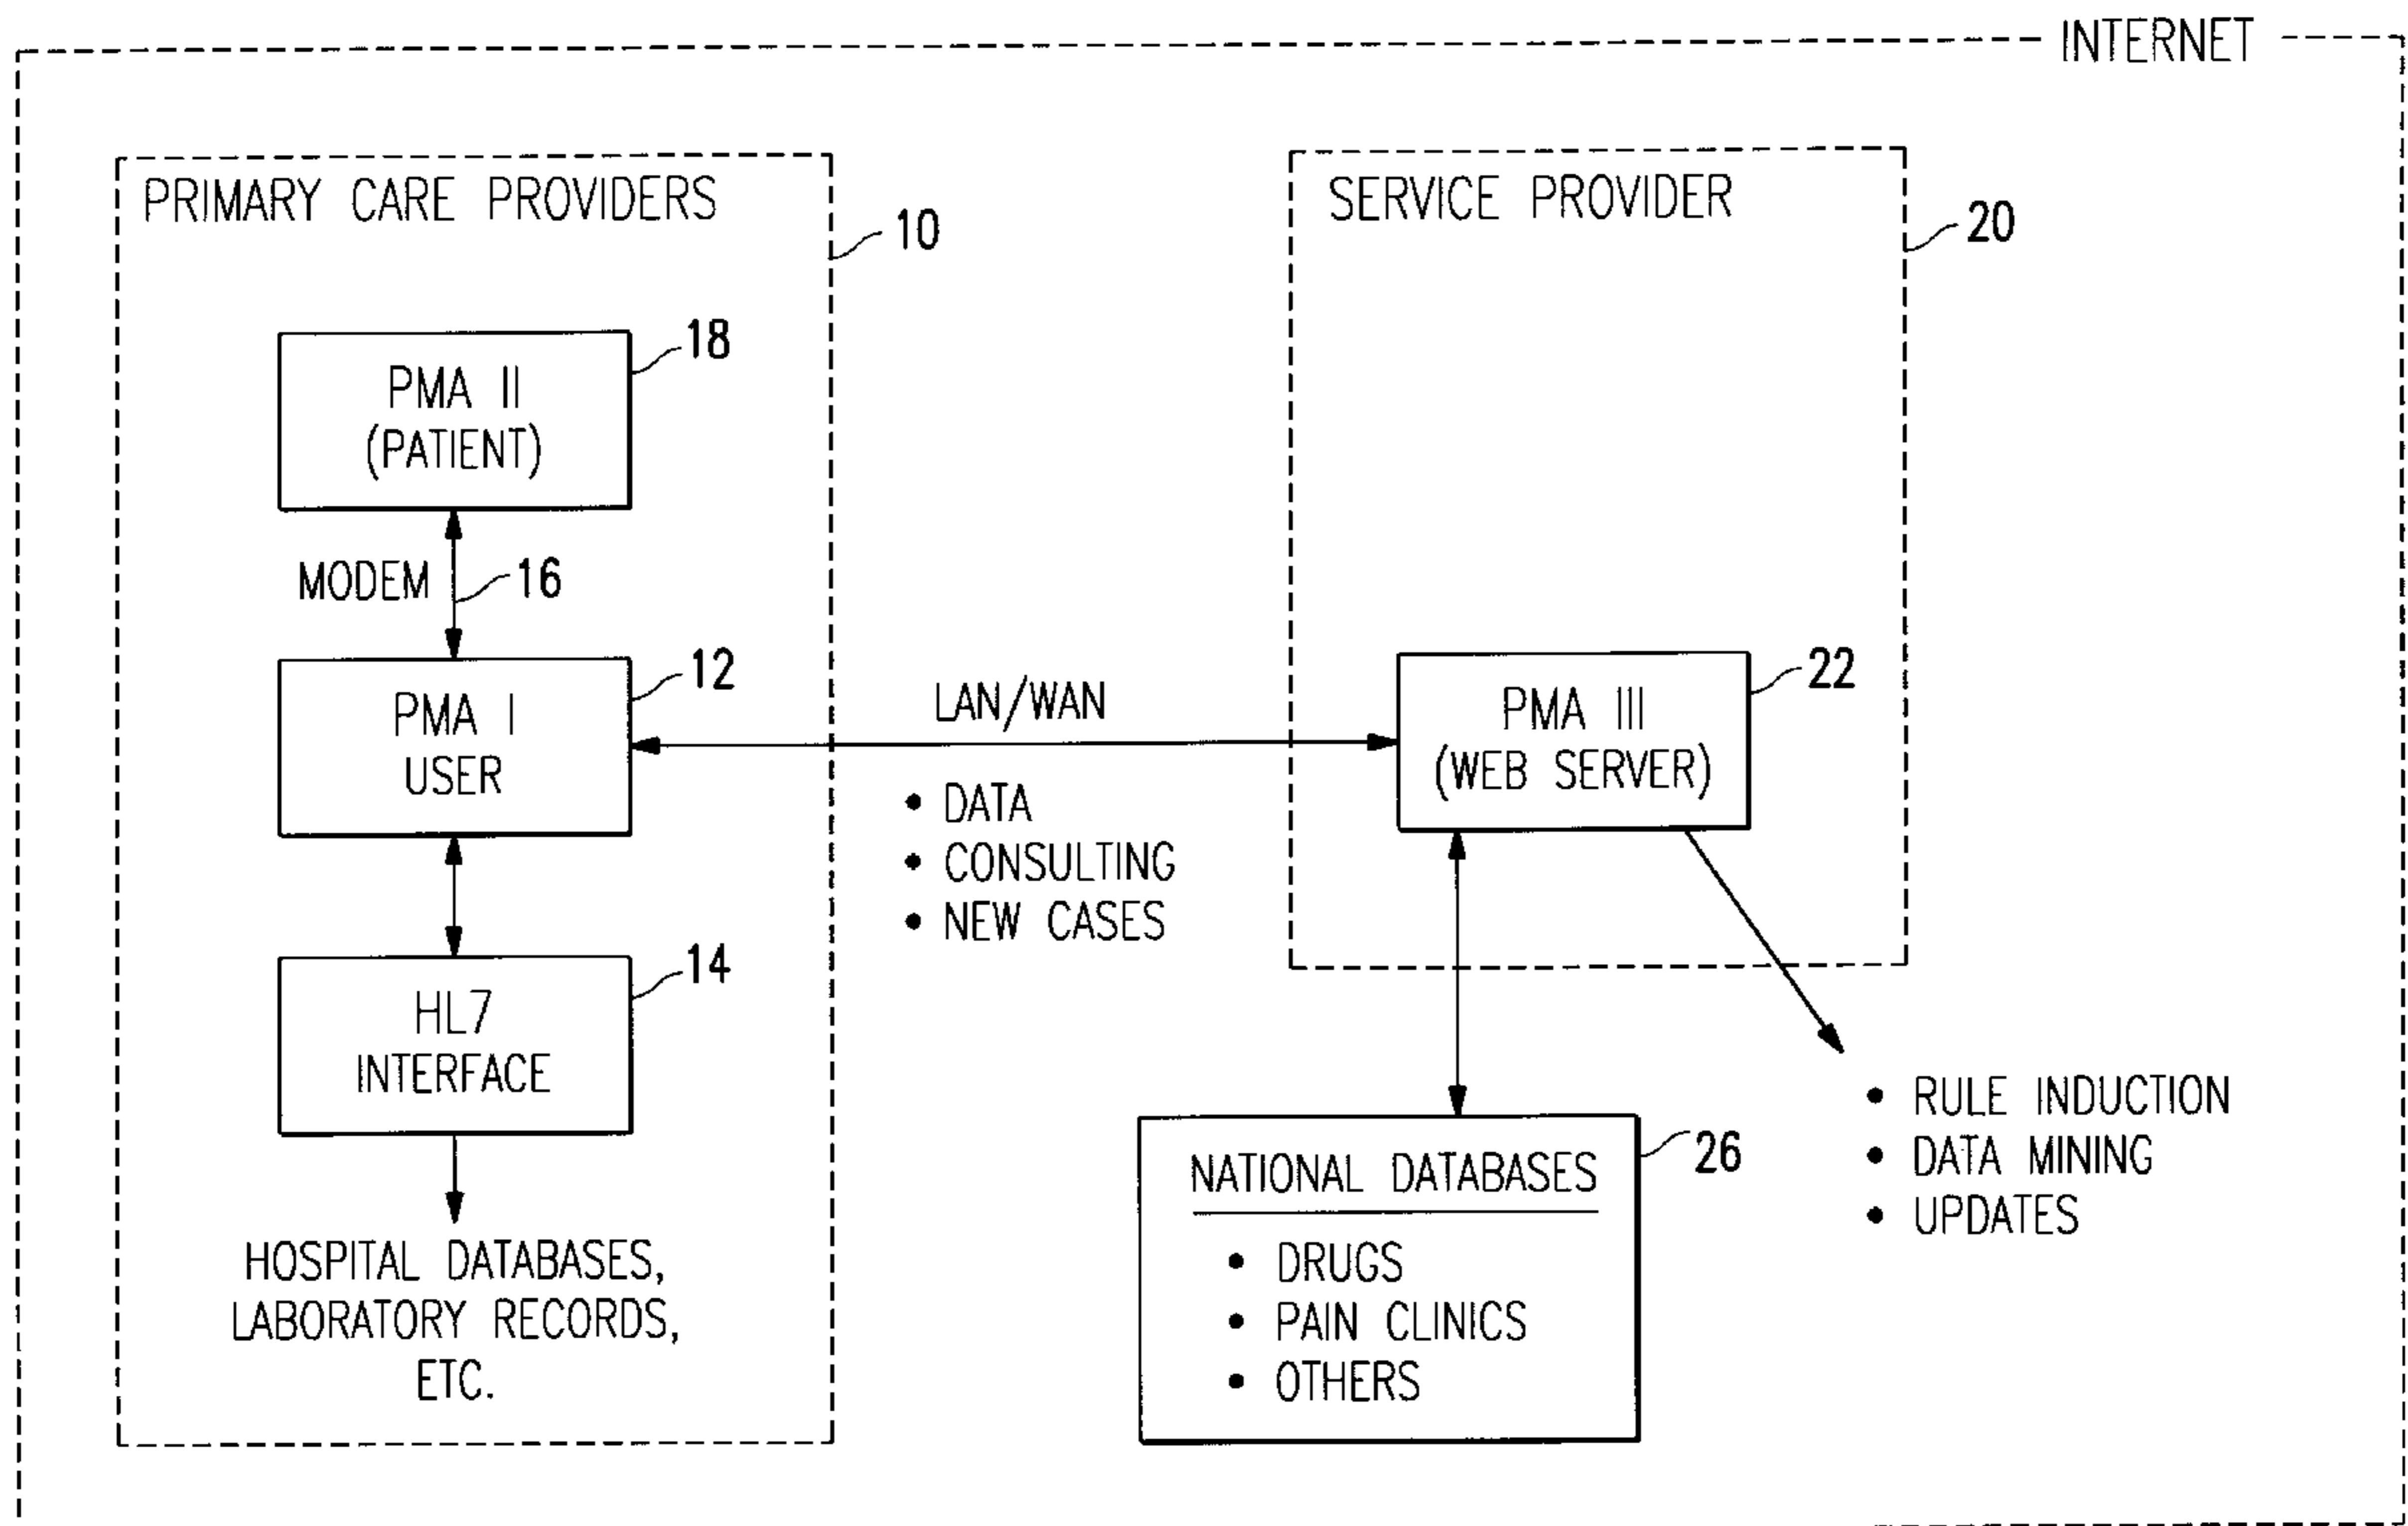 INTERNET
PRIMARY CARE PROVIDERS
10
PMA II
(PATIENT)
18
MODEM
16
PMA I
USER
12
HL7
INTERFACE
14
HOSPITAL DATABASES,
LABORATORY RECORDS,
ETC.
LAN/WAN
• DATA
• CONSULTING
• NEW CASES
SERVICE PROVIDER
20
PMA III
(WEB SERVER)
22
NATIONAL DATABASES
• DRUGS
• PAIN CLINICS
• OTHERS
26
• RULE INDUCTION
• DATA MINING
• UPDATES